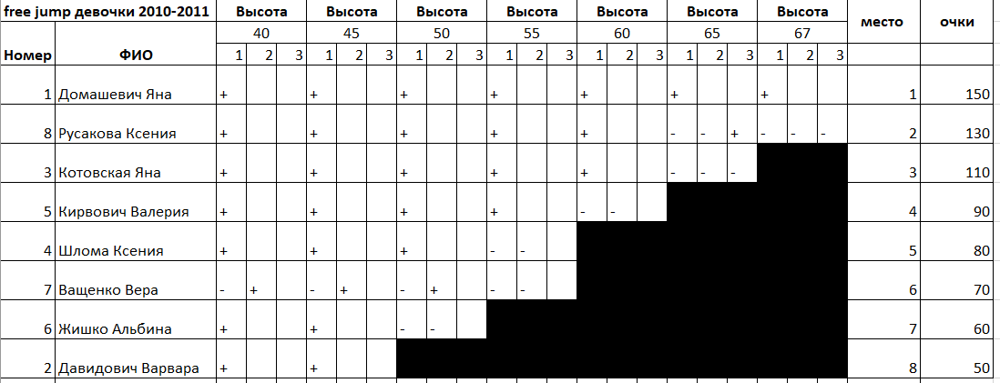 free jump девочки 2010-2011 Высота Высота Высота Высота Высота Высота Высота место очки
40 45 50 55 60 65 67
Номер ФИО 1 2 3 1 2 3 1 2 3 1 2 3 1 2 3 1 2 3 1 2 3
1 Домашевич Яна + + + + + + + 1 150
8 Русакова Ксения + + + + + - - + - - - 2 130
3 Котовская Яна + + + + + - - - 3 110
5 Кирвович Валерия + + + + - - 4 90
4 Шлома Ксения + + + - - 5 80
7 Ващенко Вера - + - + - + - - 6 70
6 Жишко Альбина + + - - 7 60
2 Давидович Варвара + + 8 50